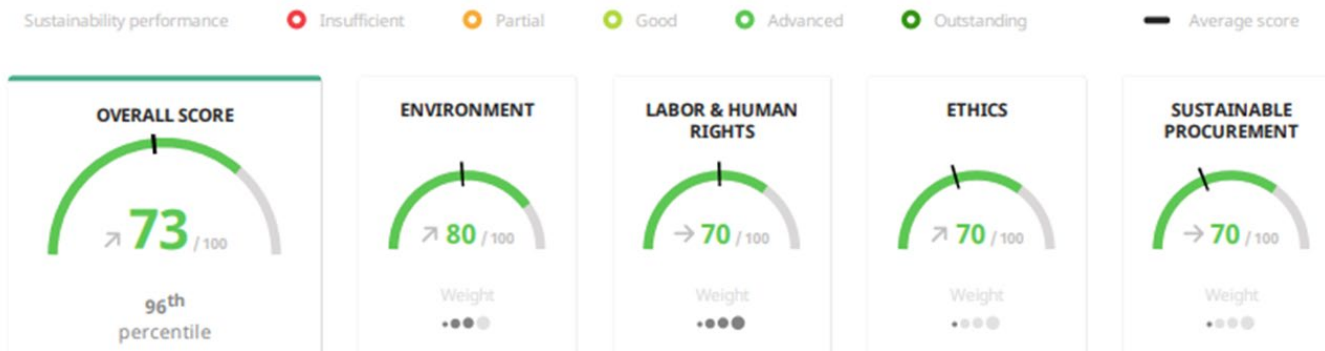 Sustainability performance Insufficient Partial Good Advanced Outstanding Average score
OVERALL SCORE
73 / 100
96th
percentile
ENVIRONMENT
80 / 100
Weight
LABOR & HUMAN
RIGHTS
70 / 100
Weight
ETHICS
70 / 100
Weight
SUSTAINABLE
PROCUREMENT
70 / 100
Weight